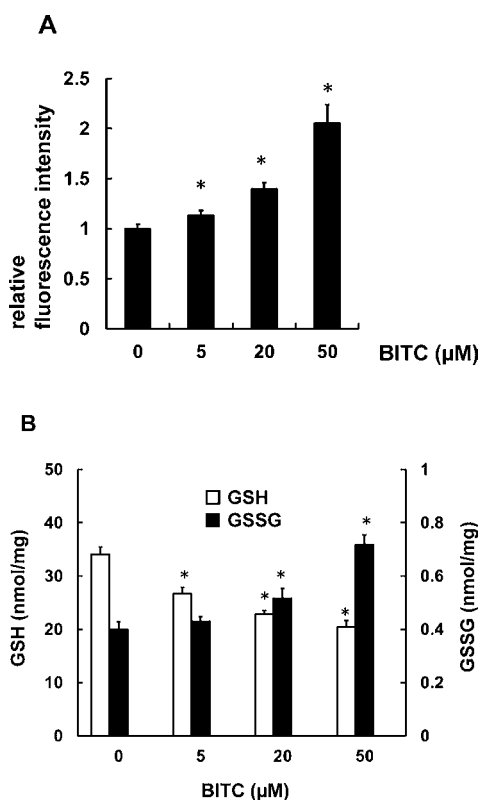 A
relative
fluorescence intensity
2.5
2
1.5
1
0.5
0
*
*
*
0 5 20 50
BITC (µM)
B
GSH (nmol/mg)
50
40
30
20
10
0
GSH
GSSG
*
* *
*
*
1
0.8
0.6
0.4
0.2
0
GSSG (nmol/mg)
0 5 20 50
BITC (µM)